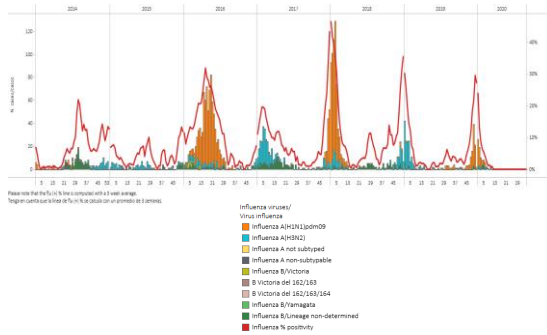 2014 2015 2016 2017 2018 2019 2020
120
100
80
60
40
20
0
40%
30%
20%
10%
0%
N cases/Casos
Please note that the flu (+) % line is computed with a 3 week average.
Tenga en cuenta que la línea de flu (+) % se calcula con un promedio de 3 semanas.
Influenza viruses/
Virus influenza
Influenza A(H1N1)pdm09
Influenza A(H3N2)
Influenza A not subtyped
Influenza A non-subtypable
Influenza B/Victoria
B Victoria del 162/163
B Victoria del 162/163/164
Influenza B/Yamagata
Influenza B/Lineage non-determined
Influenza % positivity